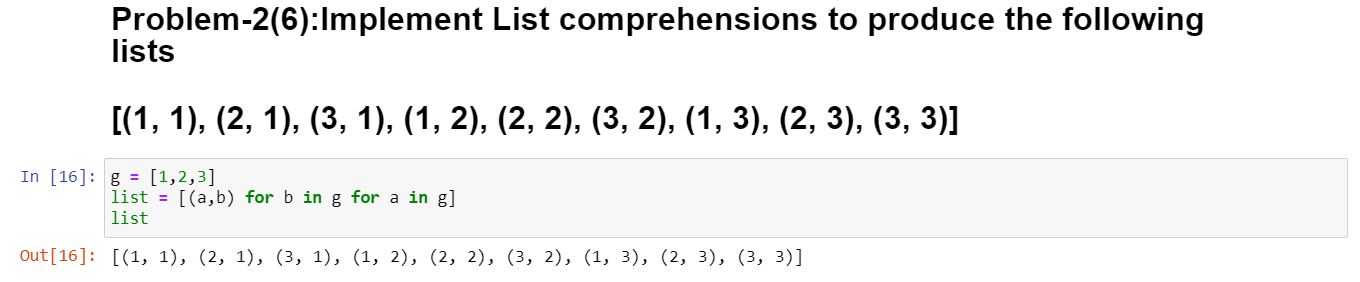 Problem-2(6):Implement List comprehensions to produce the following
lists
[(1, 1), (2, 1), (3, 1), (1, 2), (2, 2), (3, 2), (1, 3), (2, 3), (3, 3)]
In [16]: g = [1,2,3]
list = [(a,b) for b in g for a in g]
list
Out[16]: [(1, 1), (2, 1), (3, 1), (1, 2), (2, 2), (3, 2), (1, 3), (2, 3), (3, 3)]